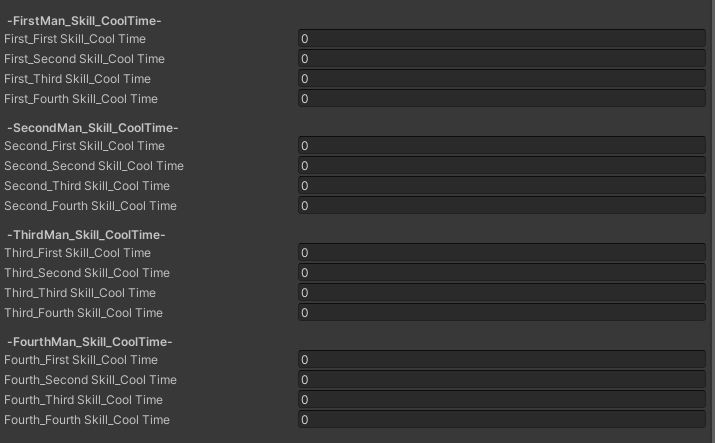 -FirstMan_Skill_CoolTime-
First_First Skill_Cool Time 0
First_Second Skill_Cool Time 0
First_Third Skill_Cool Time 0
First_Fourth Skill_Cool Time 0
-SecondMan_Skill_CoolTime-
Second_First Skill_Cool Time 0
Second_Second Skill_Cool Time 0
Second_Third Skill_Cool Time 0
Second_Fourth Skill_Cool Time 0
-ThirdMan_Skill_CoolTime-
Third_First Skill_Cool Time 0
Third_Second Skill_Cool Time 0
Third_Third Skill_Cool Time 0
Third_Fourth Skill_Cool Time 0
-FourthMan_Skill_CoolTime-
Fourth_First Skill_Cool Time 0
Fourth_Second Skill_Cool Time 0
Fourth_Third Skill_Cool Time 0
Fourth_Fourth Skill_Cool Time 0